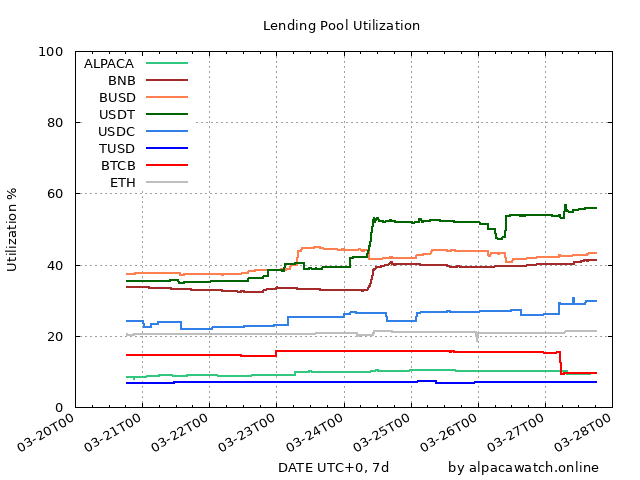 Lending Pool Utilization
100
80
60
40
20
0
Utilization %
ALPACA
BNB
BUSD
USDT
USDC
TUSD
BTCB
ETH
03-20T00
03-21T00
03-22T00
03-23T00
03-24T00
03-25T00
03-26T00
03-27T00
03-28T00
DATE UTC+0, 7d
by alpacawatch.online